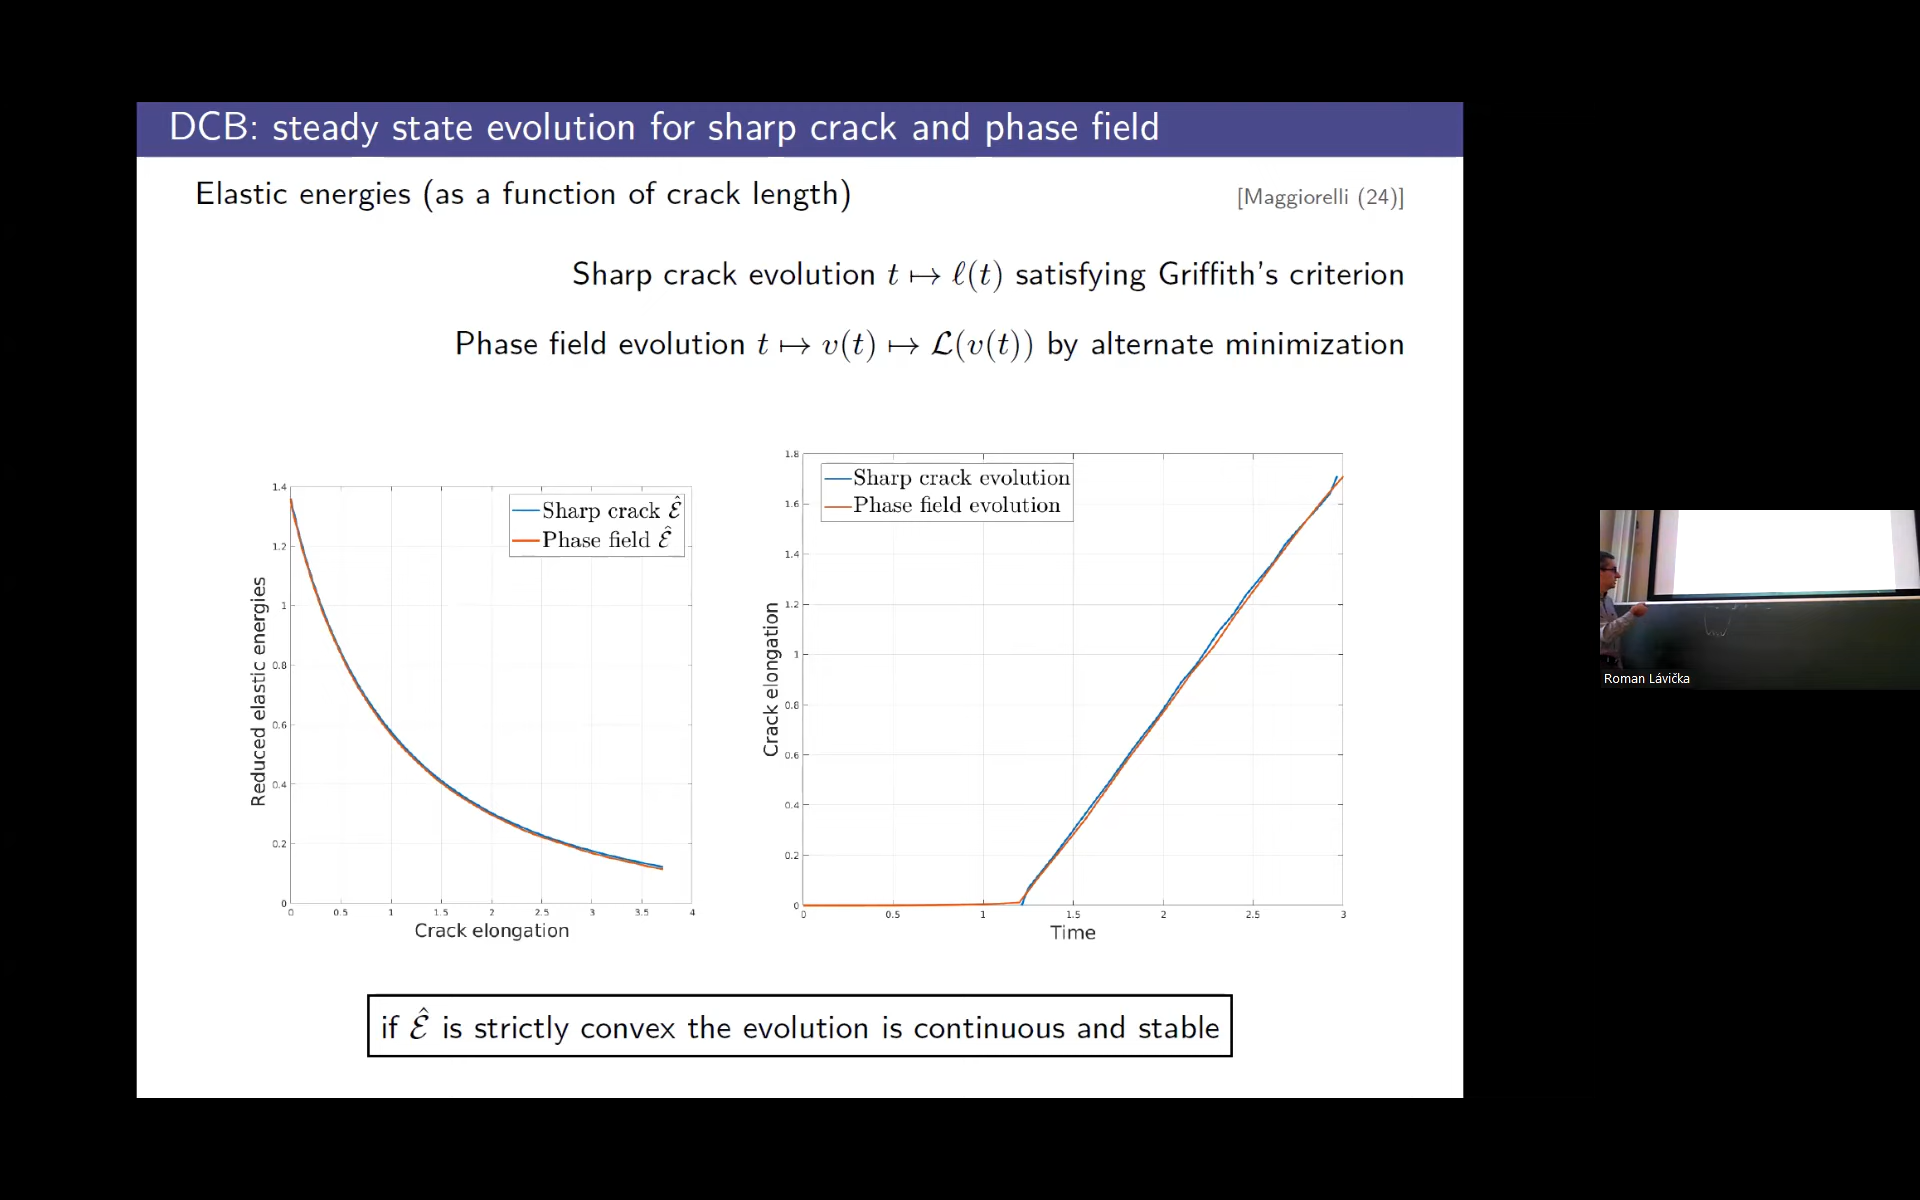 DCB: steady state evolution for sharp crack and phase field
Elastic energies (as a function of crack length)
[Maggiorelli (24)]
Sharp crack evolution t ↦ ℓ(t) satisfying Griffith's criterion
Phase field evolution t ↦ v(t) ↦ ℒ(v(t)) by alternate minimization
Sharp crack ℰ̂
Phase field ℰ̂
Reduced elastic energies
1.4
1.2
1
0.8
0.6
0.4
0.2
0
0 0.5 1 1.5 2 2.5 3 3.5 4
Crack elongation
Sharp crack evolution
Phase field evolution
Crack elongation
1.8
1.6
1.4
1.2
1
0.8
0.6
0.4
0.2
0
0 0.5 1 1.5 2 2.5 3
Time
if ℰ̂ is strictly convex the evolution is continuous and stable
Roman Lávička